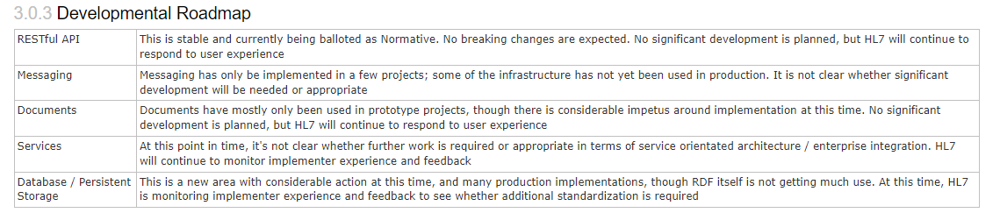 3.0.3 Developmental Roadmap
RESTful API
This is stable and currently being balloted as Normative. No breaking changes are expected. No significant development is planned, but HL7 will continue to
respond to user experience
Messaging
Messaging has only be implemented in a few projects; some of the infrastructure has not yet been used in production. It is not clear whether significant
development will be needed or appropriate
Documents
Documents have mostly only been used in prototype projects, though there is considerable impetus around implementation at this time. No significant
development is planned, but HL7 will continue to respond to user experience
Services
At this point in time, it's not clear whether further work is required or appropriate in terms of service orientated architecture / enterprise integration. HL7
will continue to monitor implementer experience and feedback
Database / Persistent
Storage
This is a new area with considerable action at this time, and many production implementations, though RDF itself is not getting much use. At this time, HL7
is monitoring implementer experience and feedback to see whether additional standardization is required